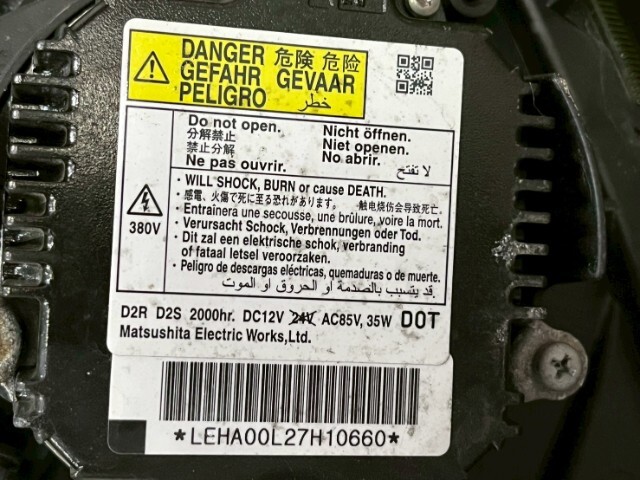 DANGER 危険 危险
GEFAHR GEVAAR
PELIGRO خطر
Do not open.
分解禁止
禁止分解
Ne pas ouvrir.
Nicht öffnen.
Niet openen.
No abrir.
لا تفتح
380V
・WILL SHOCK, BURN or cause DEATH.
・感電、火傷で死に至る恐れがあります。 ・触电烧伤会导致死亡。
・Entraînera une secousse, une brûlure, voire la mort.
・Verursacht Schock, Verbrennungen oder Tod.
・Dit zal een elektrische schok, verbranding
of fataal letsel veroorzaken.
・Peligro de descargas eléctricas, quemaduras o de muerte.
قد يتسبب بالصدمة أو الحروق او الموت.
D2R D2S 2000hr. DC12V 24V AC85V, 35W DOT
Matsushita Electric Works,Ltd.
*LEHA00L27H10660*